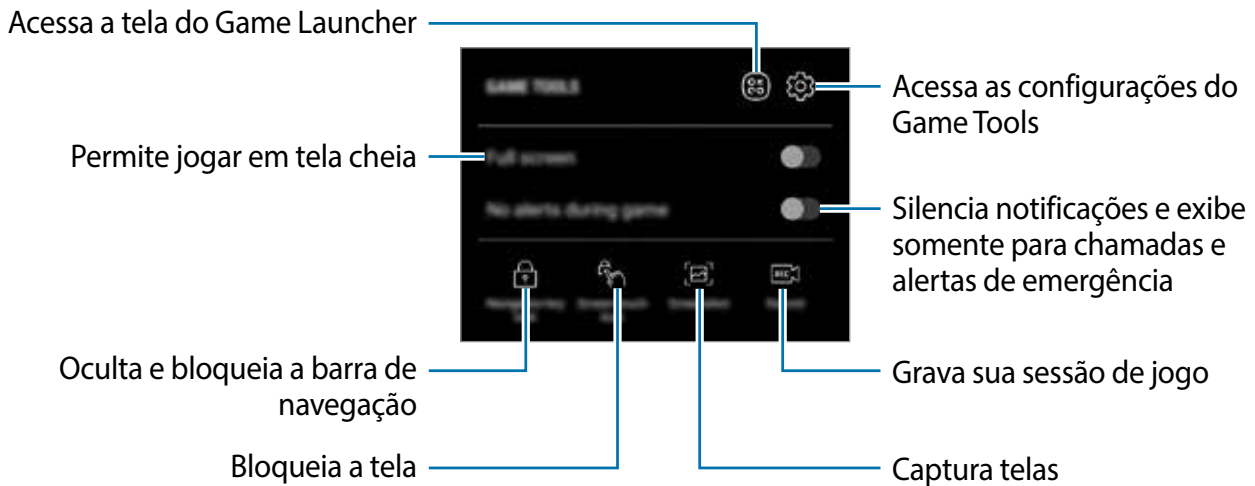 Acessa a tela do Game Launcher
GAME TOOLS
Acessa as configurações do
Game Tools
Permite jogar em tela cheia
Full screen
No alerts during game
Silencia notificações e exibe
somente para chamadas e
alertas de emergência
REC
Oculta e bloqueia a barra de
navegação
Grava sua sessão de jogo
Bloqueia a tela
Captura telas